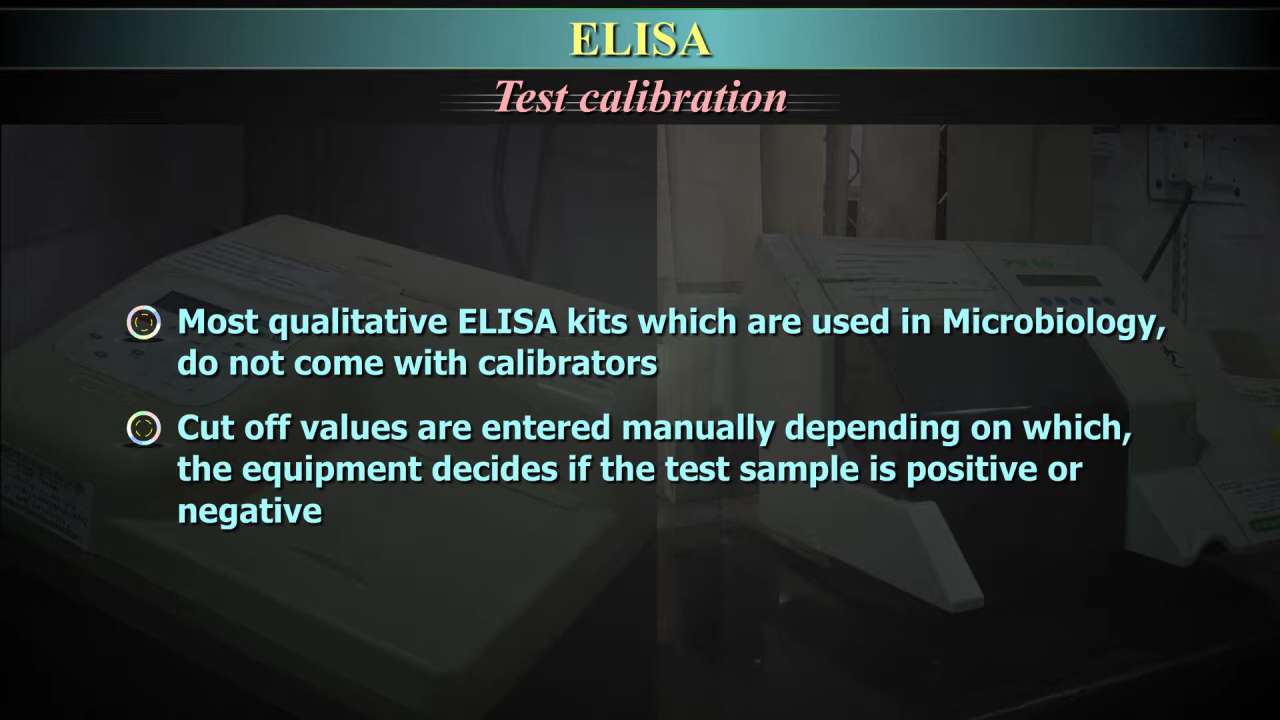 ELISA
Test calibration
Most qualitative ELISA kits which are used in Microbiology,
do not come with calibrators
Cut off values are entered manually depending on which,
the equipment decides if the test sample is positive or
negative